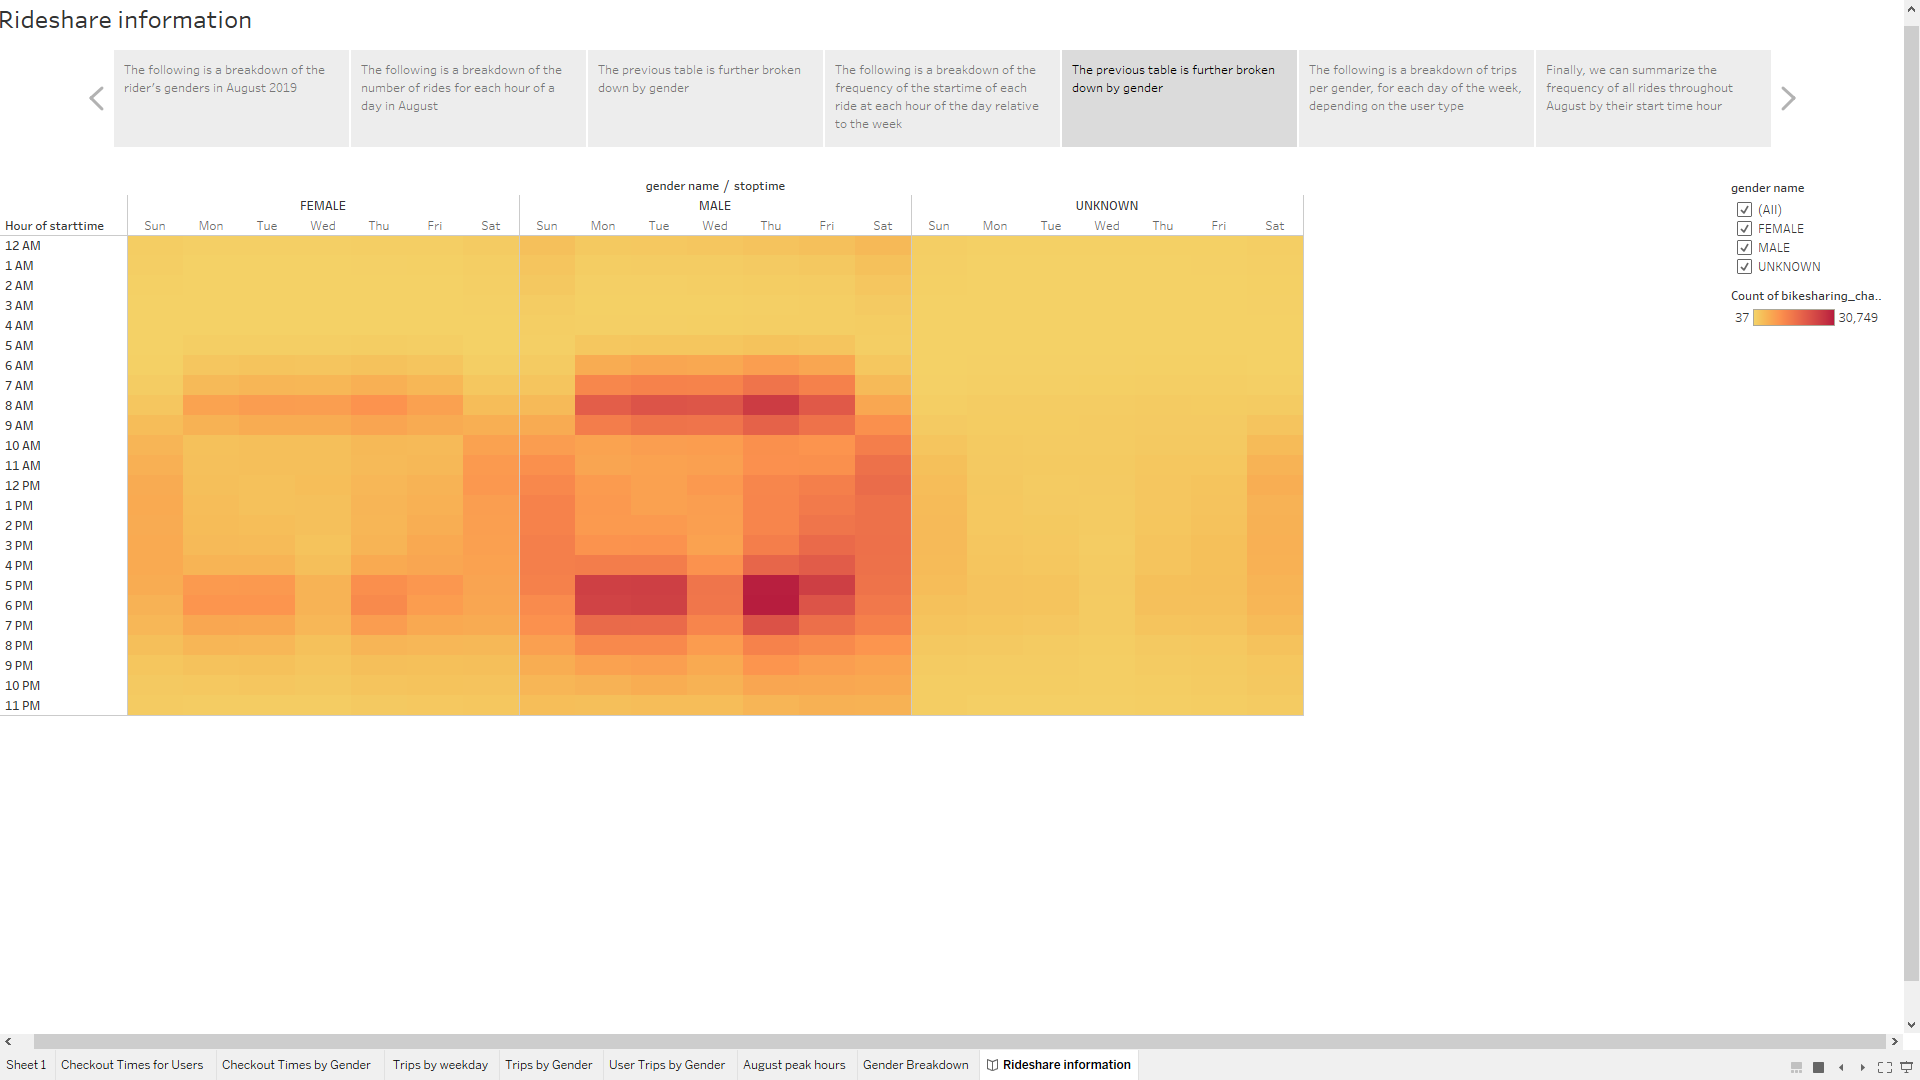 Rideshare information
The following is a breakdown of the
rider's genders in August 2019
The following is a breakdown of the
number of rides for each hour of a
day in August
The previous table is further broken
down by gender
The following is a breakdown of the
frequency of the startime of each
ride at each hour of the day relative
to the week
The previous table is further broken
down by gender
The following is a breakdown of trips
per gender, for each day of the week,
depending on the user type
Finally, we can summarize the
frequency of all rides throughout
August by their start time hour
gender name / stoptime
FEMALE MALE UNKNOWN
Hour of starttime Sun Mon Tue Wed Thu Fri Sat Sun Mon Tue Wed Thu Fri Sat Sun Mon Tue Wed Thu Fri Sat
12 AM
1 AM
2 AM
3 AM
4 AM
5 AM
6 AM
7 AM
8 AM
9 AM
10 AM
11 AM
12 PM
1 PM
2 PM
3 PM
4 PM
5 PM
6 PM
7 PM
8 PM
9 PM
10 PM
11 PM
gender name
(All)
FEMALE
MALE
UNKNOWN
Count of bikesharing_cha..
37 30,749
Sheet 1 Checkout Times for Users Checkout Times by Gender Trips by weekday Trips by Gender User Trips by Gender August peak hours Gender Breakdown Rideshare information